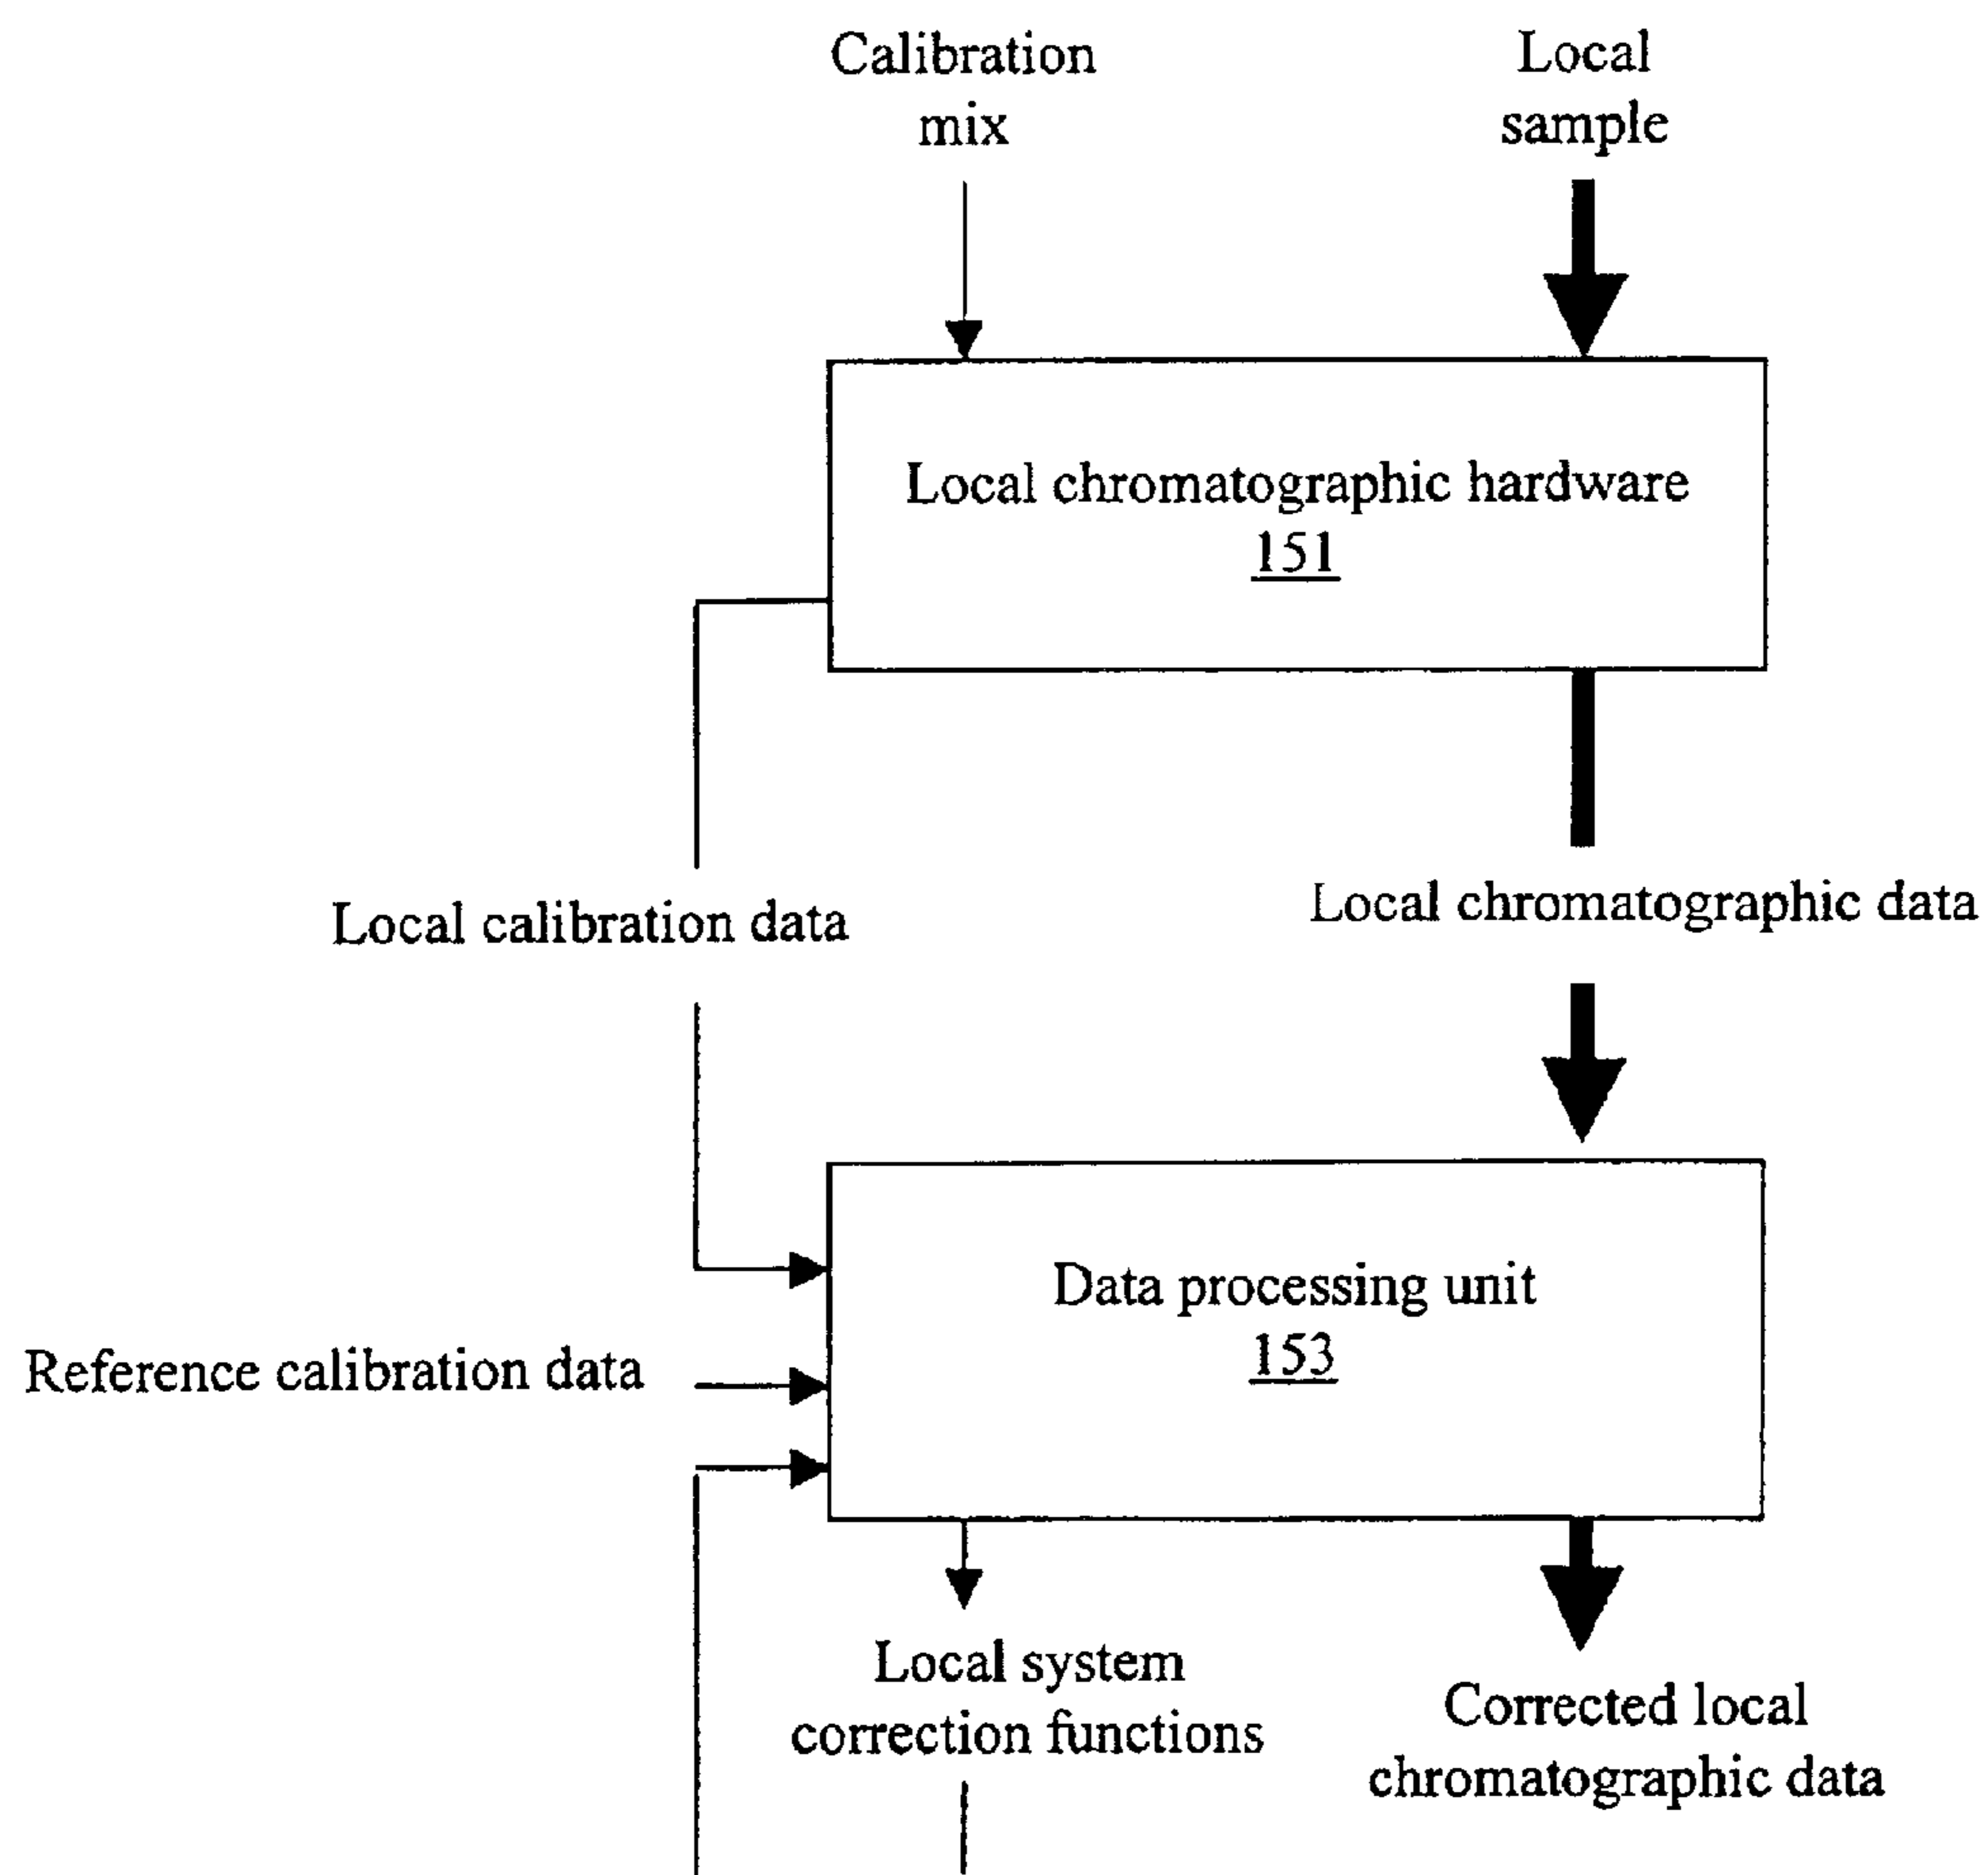 Calibration
mix
Local
sample
Local chromatographic hardware
151
Local calibration data
Local chromatographic data
Data processing unit
153
Reference calibration data
Local system
correction functions
Corrected local
chromatographic data